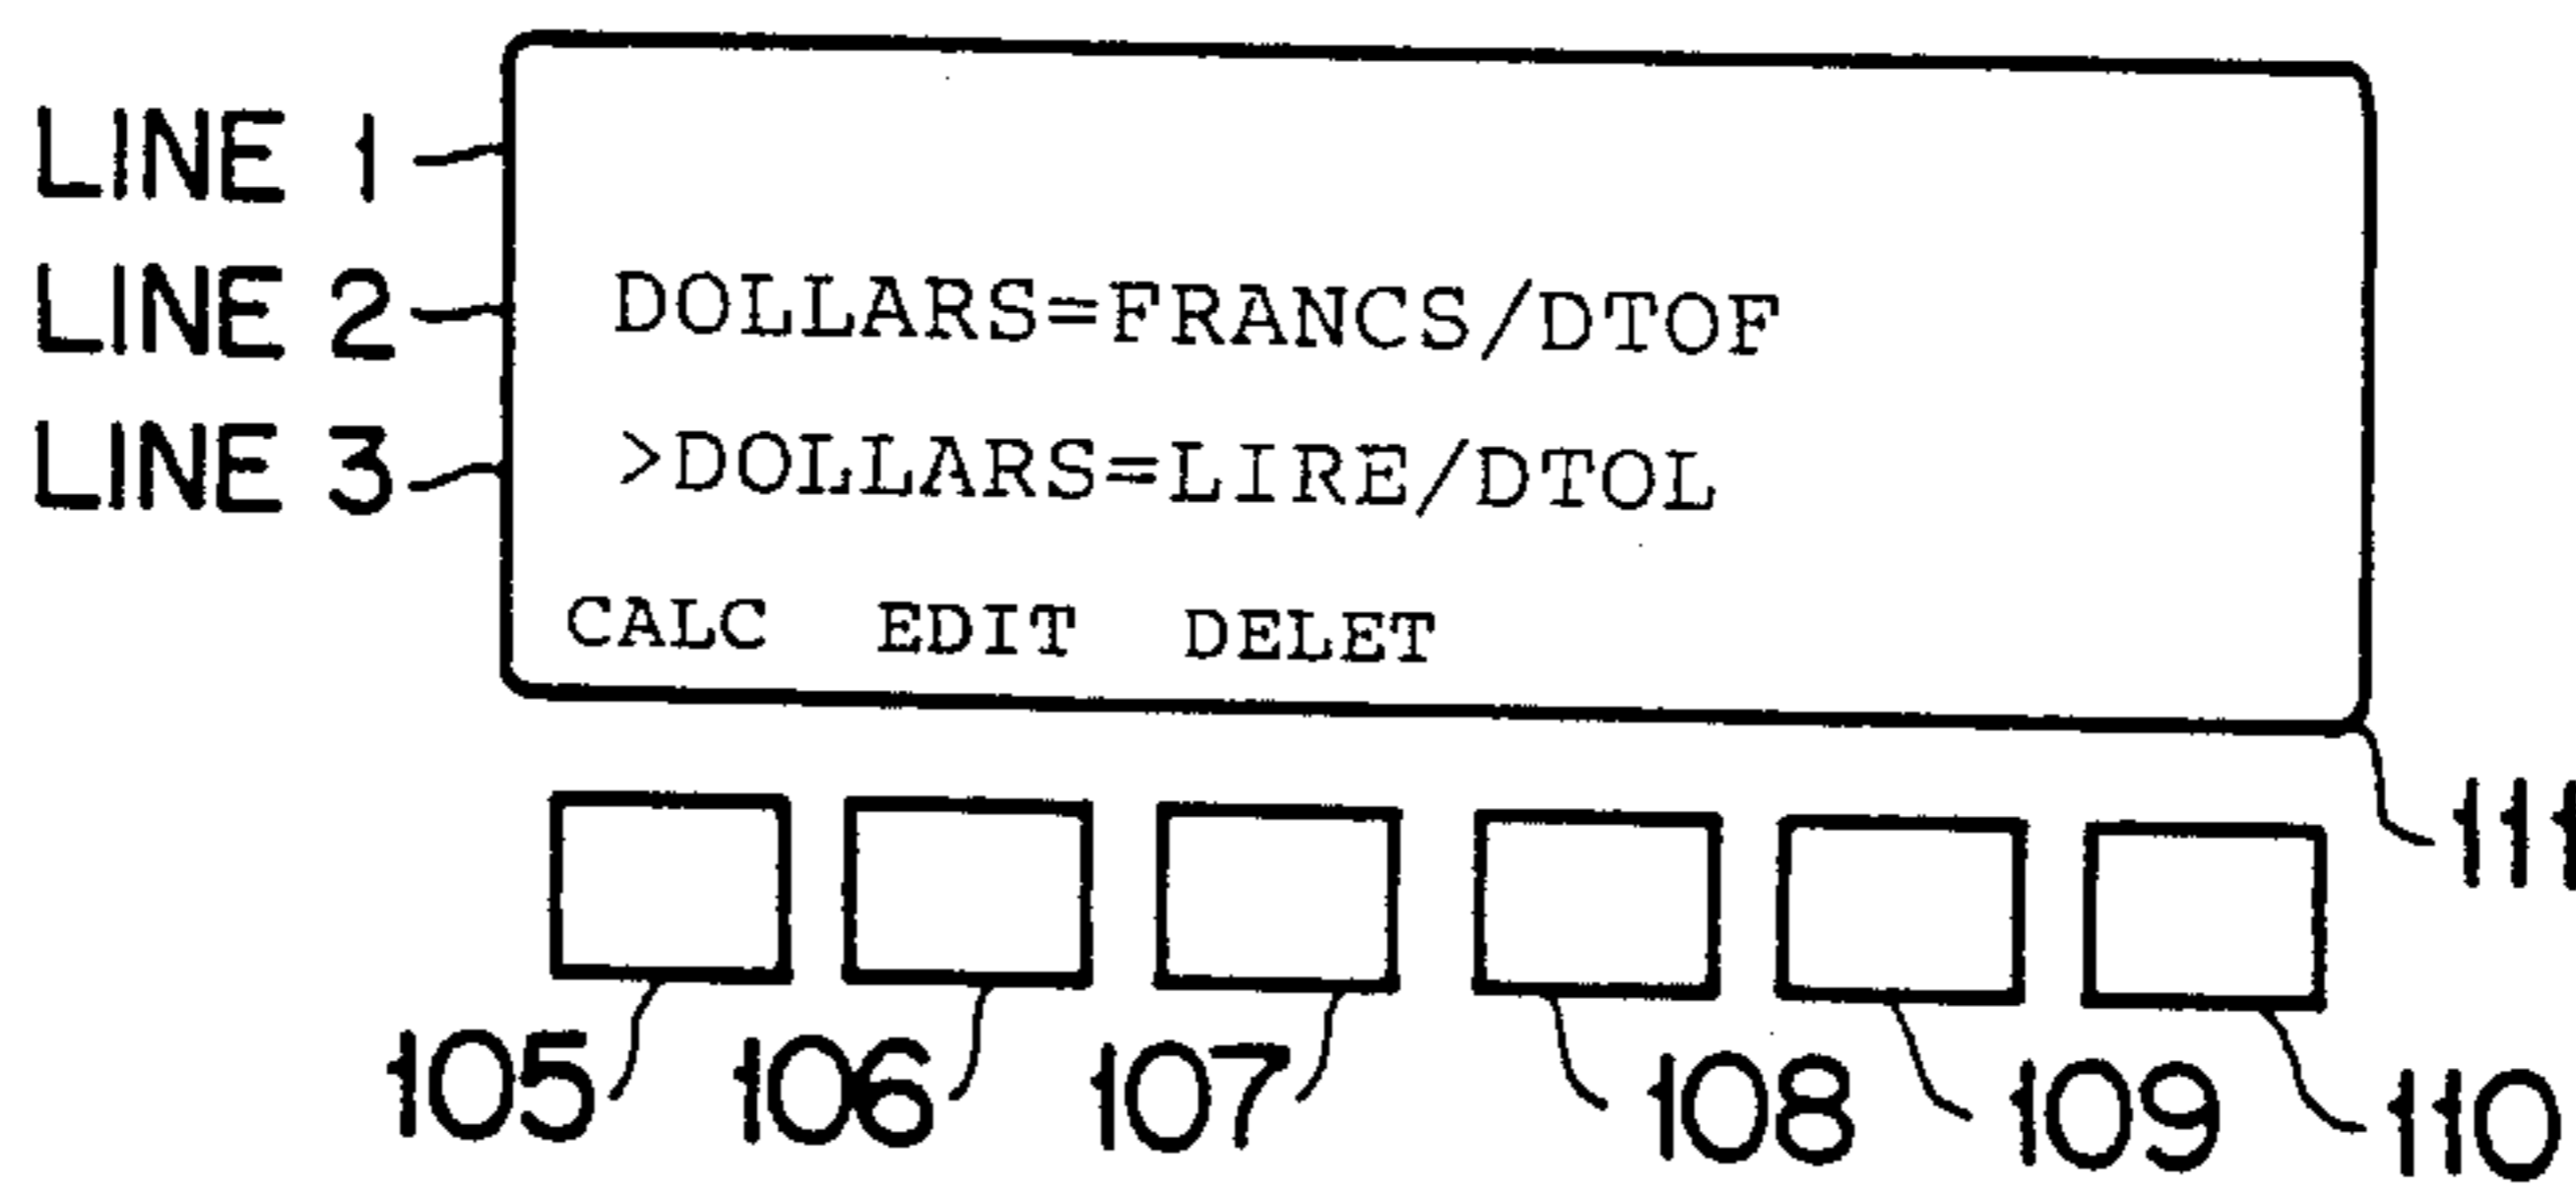 LINE 1
LINE 2 DOLLARS=FRANCS/DTOF
LINE 3 >DOLLARS=LIRE/DTOL
CALC EDIT DELET
111
105 106 107 108 109 110